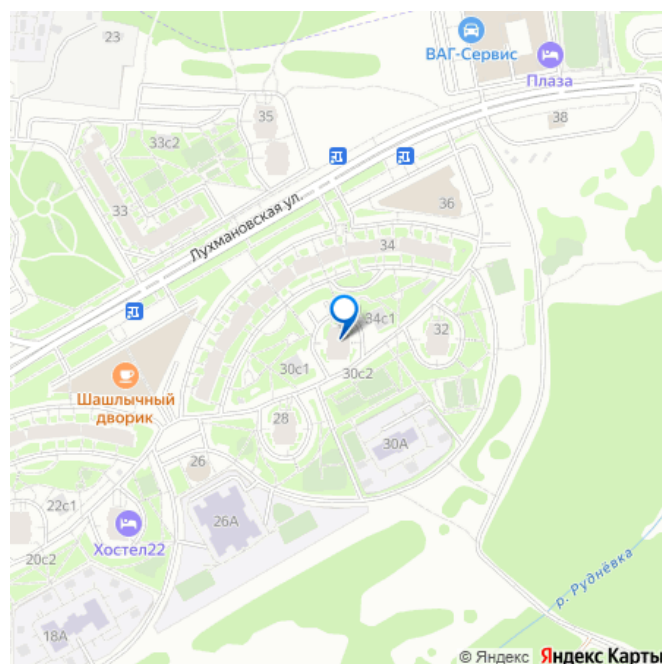 23
ВАГ-Сервис
Плаза
35
38
33с2
33
36
Лухмановская ул.
34
34с1
32
30с1
30с2
Шашлычный
дворик
28
30А
26
22с1
26А
Хостел22
20с2
р. Руднёвка
18А
© Яндекс Яндекс Карты